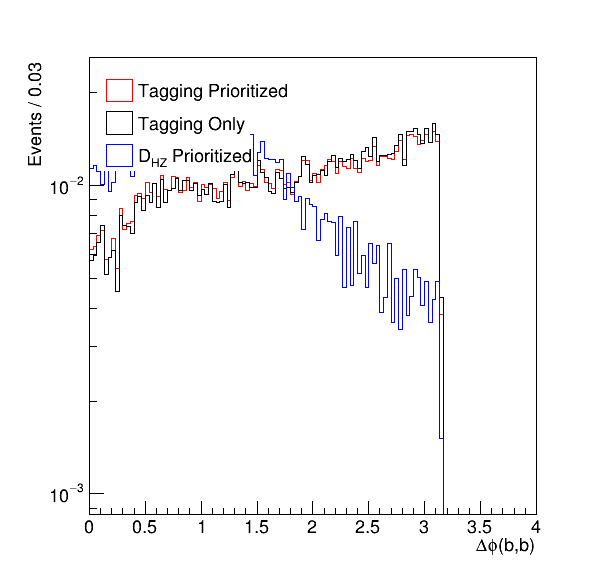 Events / 0.03
Tagging Prioritized
Tagging Only
D_HZ Prioritized
10^−2
10^−3
0 0.5 1 1.5 2 2.5 3 3.5 4
Δϕ(b,b)